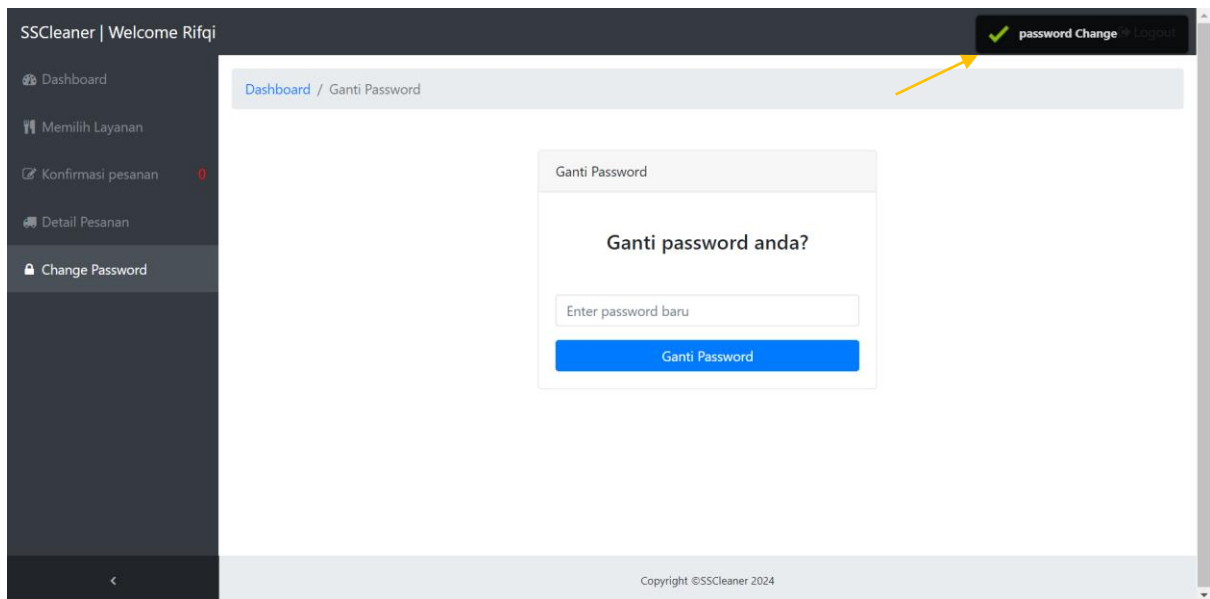 SSCleaner | Welcome Rifqi
password Change
Logout
Dashboard
Memilih Layanan
Konfirmasi pesanan 0
Detail Pesanan
Change Password
Dashboard / Ganti Password
Ganti Password
Ganti password anda?
Enter password baru
Ganti Password
Copyright ©SSCleaner 2024